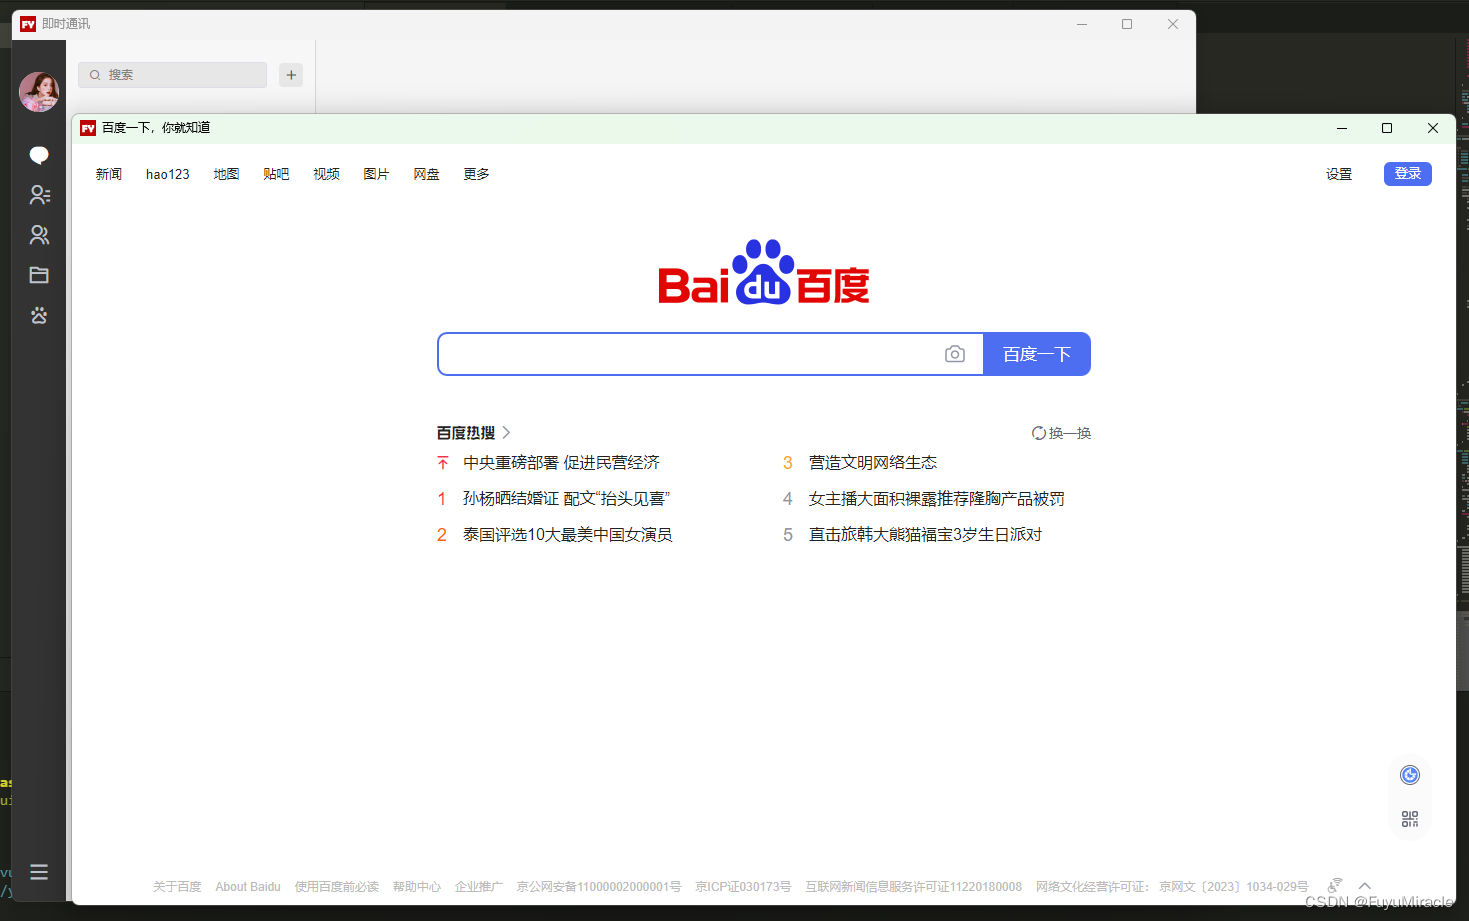 FV 即时通讯
搜索
FV 百度一下，你就知道
新闻 hao123 地图 贴吧 视频 图片 网盘 更多 设置 登录
Bai du 百度
百度一下
百度热搜 换一换
中央重磅部署 促进民营经济
1 孙杨晒结婚证 配文“抬头见喜”
2 泰国评选10大最美中国女演员
3 营造文明网络生态
4 女主播大面积裸露推荐隆胸产品被罚
5 直击旅韩大熊猫福宝3岁生日派对
as
ui
vu
/y
关于百度 About Baidu 使用百度前必读 帮助中心 企业推广 京公网安备11000002000001号 京ICP证030173号 互联网新闻信息服务许可证11220180008 网络文化经营许可证： 京网文〔2023〕1034-029号
CSDN @FuyuMiracle